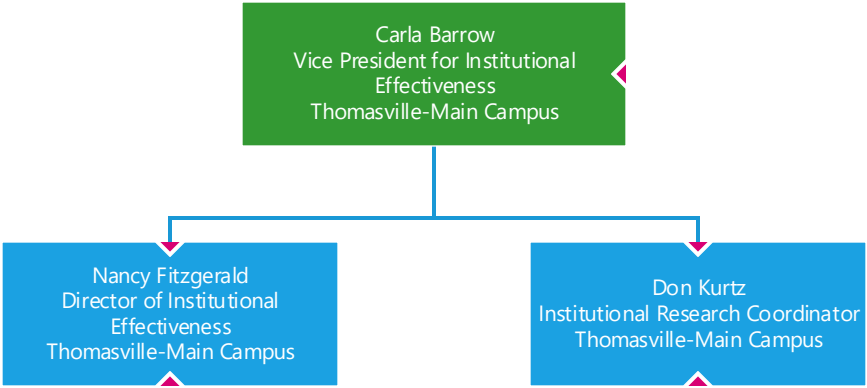 Carla Barrow
Vice President for Institutional
Effectiveness
Thomasville-Main Campus
Nancy Fitzgerald
Director of Institutional
Effectiveness
Thomasville-Main Campus
Don Kurtz
Institutional Research Coordinator
Thomasville-Main Campus